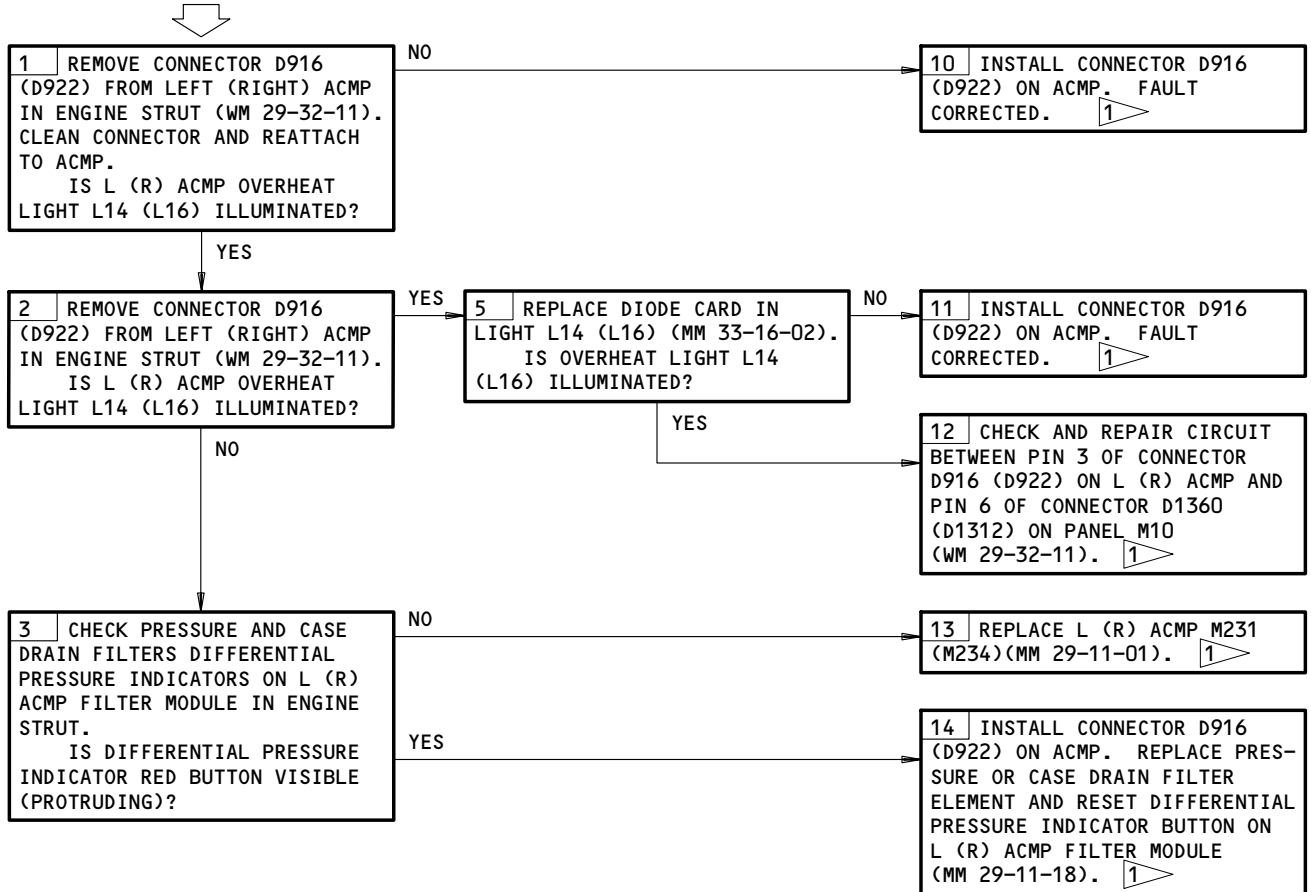 1 REMOVE CONNECTOR D916
(D922) FROM LEFT (RIGHT) ACMP
IN ENGINE STRUT (WM 29-32-11).
CLEAN CONNECTOR AND REATTACH
TO ACMP.
IS L (R) ACMP OVERHEAT
LIGHT L14 (L16) ILLUMINATED?
NO
10 INSTALL CONNECTOR D916
(D922) ON ACMP. FAULT
CORRECTED. 1
YES
2 REMOVE CONNECTOR D916
(D922) FROM LEFT (RIGHT) ACMP
IN ENGINE STRUT (WM 29-32-11).
IS L (R) ACMP OVERHEAT
LIGHT L14 (L16) ILLUMINATED?
YES
5 REPLACE DIODE CARD IN
LIGHT L14 (L16) (MM 33-16-02).
IS OVERHEAT LIGHT L14
(L16) ILLUMINATED?
NO
11 INSTALL CONNECTOR D916
(D922) ON ACMP. FAULT
CORRECTED. 1
YES
12 CHECK AND REPAIR CIRCUIT
BETWEEN PIN 3 OF CONNECTOR
D916 (D922) ON L (R) ACMP AND
PIN 6 OF CONNECTOR D1360
(D1312) ON PANEL M10
(WM 29-32-11). 1
NO
3 CHECK PRESSURE AND CASE
DRAIN FILTERS DIFFERENTIAL
PRESSURE INDICATORS ON L (R)
ACMP FILTER MODULE IN ENGINE
STRUT.
IS DIFFERENTIAL PRESSURE
INDICATOR RED BUTTON VISIBLE
(PROTRUDING)?
NO
13 REPLACE L (R) ACMP M231
(M234)(MM 29-11-01). 1
YES
14 INSTALL CONNECTOR D916
(D922) ON ACMP. REPLACE PRES-
SURE OR CASE DRAIN FILTER
ELEMENT AND RESET DIFFERENTIAL
PRESSURE INDICATOR BUTTON ON
L (R) ACMP FILTER MODULE
(MM 29-11-18). 1